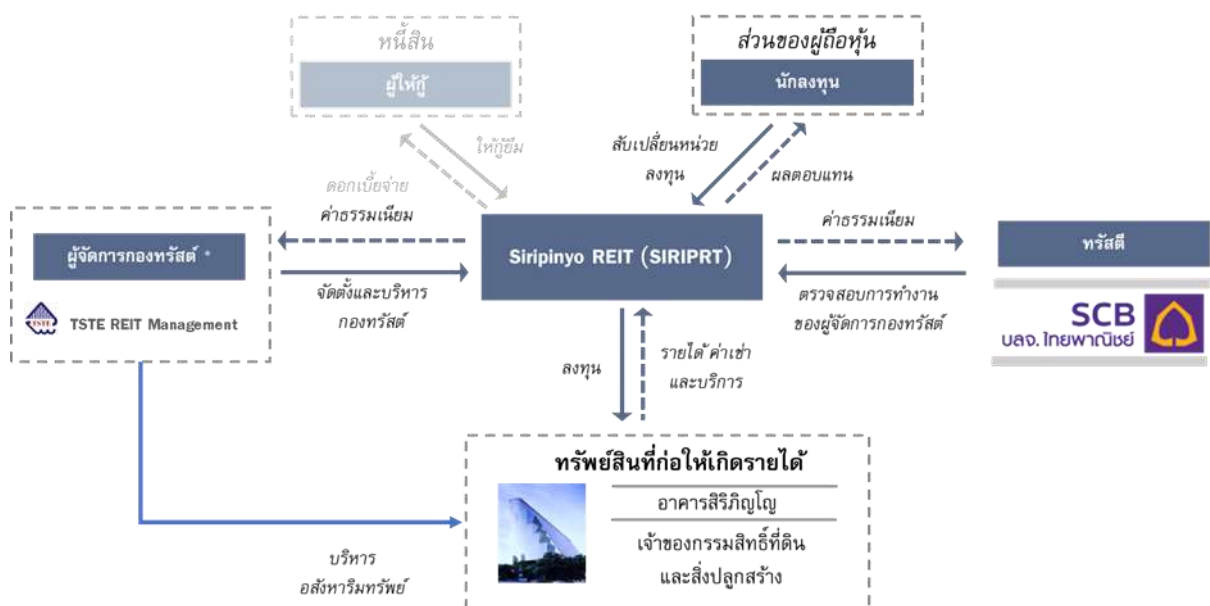 หนี้สิน
ผู้ให้กู้
ส่วนของผู้ถือหุ้น
นักลงทุน
ให้กู้ยืม
ดอกเบี้ยจ่าย
สับเปลี่ยนหน่วย
ลงทุน
ผลตอบแทน
ค่าธรรมเนียม
ค่าธรรมเนียม
ผู้จัดการกองทรัสต์ *
Siripinyo REIT (SIRIPRT)
ทรัสตี
จัดตั้งและบริหาร
กองทรัสต์
ตรวจสอบการทำงาน
ของผู้จัดการกองทรัสต์
TSTE
TSTE REIT Management
SCB
บลจ. ไทยพาณิชย์
ลงทุน
รายได้ ค่าเช่า
และบริการ
ทรัพย์สินที่ก่อให้เกิดรายได้
อาคารสิริภิญโญ
เจ้าของกรรมสิทธิ์ที่ดิน
และสิ่งปลูกสร้าง
บริหาร
อสังหาริมทรัพย์